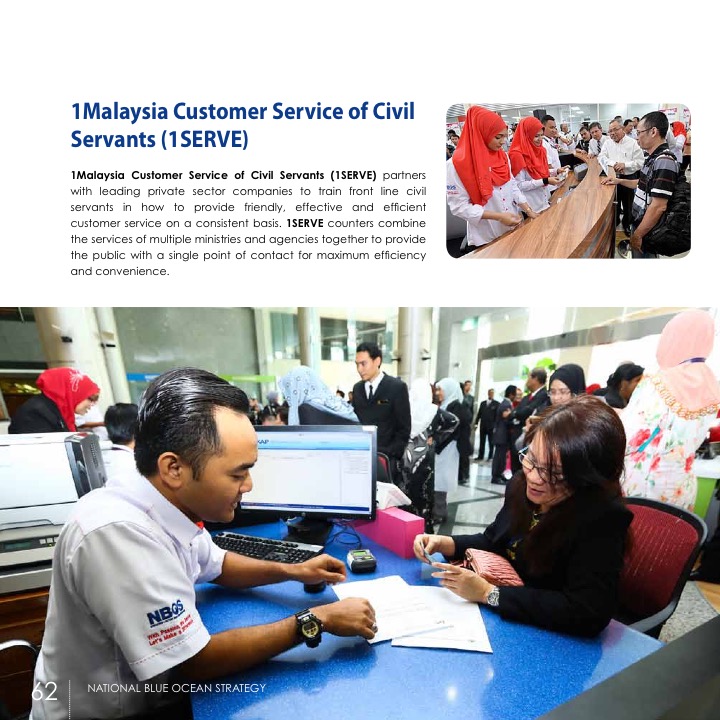 1Malaysia Customer Service of Civil
Servants (1SERVE)
1Malaysia Customer Service of Civil Servants (1SERVE) partners
with leading private sector companies to train front line civil
servants in how to provide friendly, effective and efficient
customer service on a consistent basis. 1SERVE counters combine
the services of multiple ministries and agencies together to provide
the public with a single point of contact for maximum efficiency
and convenience.
NBOS
62
NATIONAL BLUE OCEAN STRATEGY